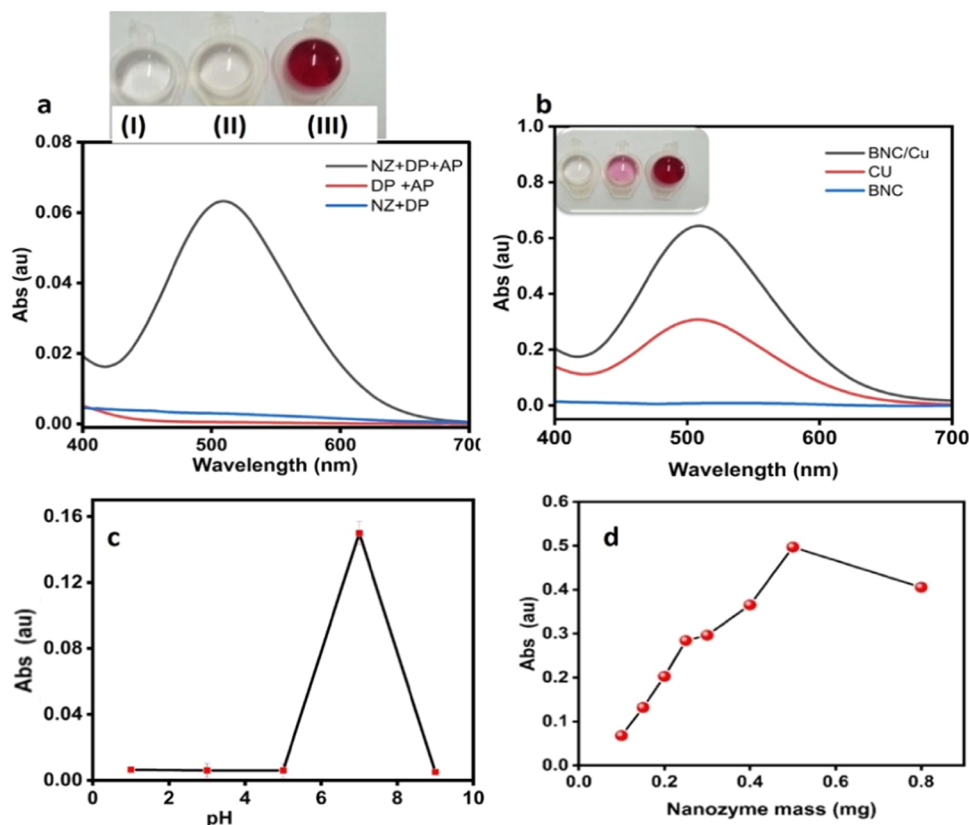 a
(I) (II) (III)
0.08
0.06
0.04
0.02
0.00
Abs (au)
NZ+DP+AP
DP +AP
NZ+DP
400 500 600 700
Wavelength (nm)
b
1.0
0.8
0.6
0.4
0.2
0.0
Abs (au)
BNC/Cu
CU
BNC
400 500 600 700
Wavelength (nm)
c
0.16
0.12
0.08
0.04
0.00
Abs (au)
0 2 4 6 8 10
pH
d
0.6
0.5
0.4
0.3
0.2
0.1
0.0
Abs (au)
0.0 0.2 0.4 0.6 0.8
Nanozyme mass (mg)